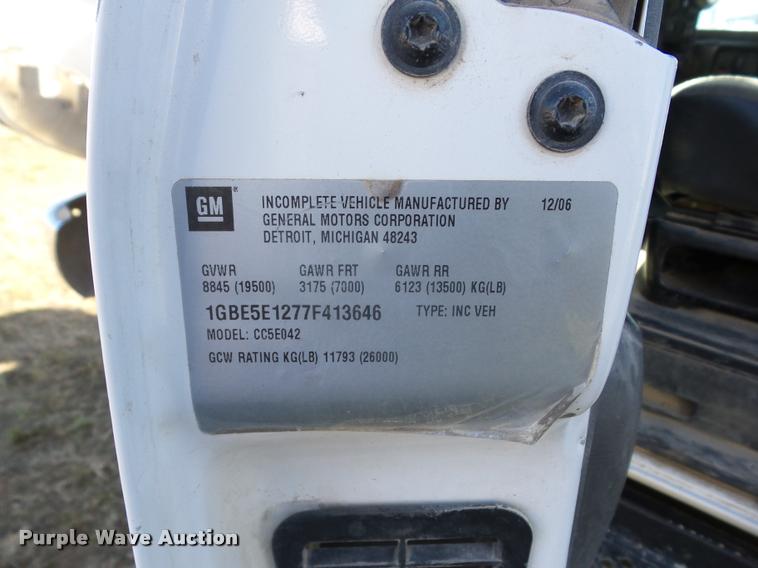 GM ® INCOMPLETE VEHICLE MANUFACTURED BY 12/06
GENERAL MOTORS CORPORATION
DETROIT, MICHIGAN 48243
GVWR GAWR FRT GAWR RR
8845 (19500) 3175 (7000) 6123 (13500) KG(LB)
1GBE5E1277F413646 TYPE: INC VEH
MODEL: CC5E042
GCW RATING KG(LB) 11793 (26000)
Purple Wave Auction